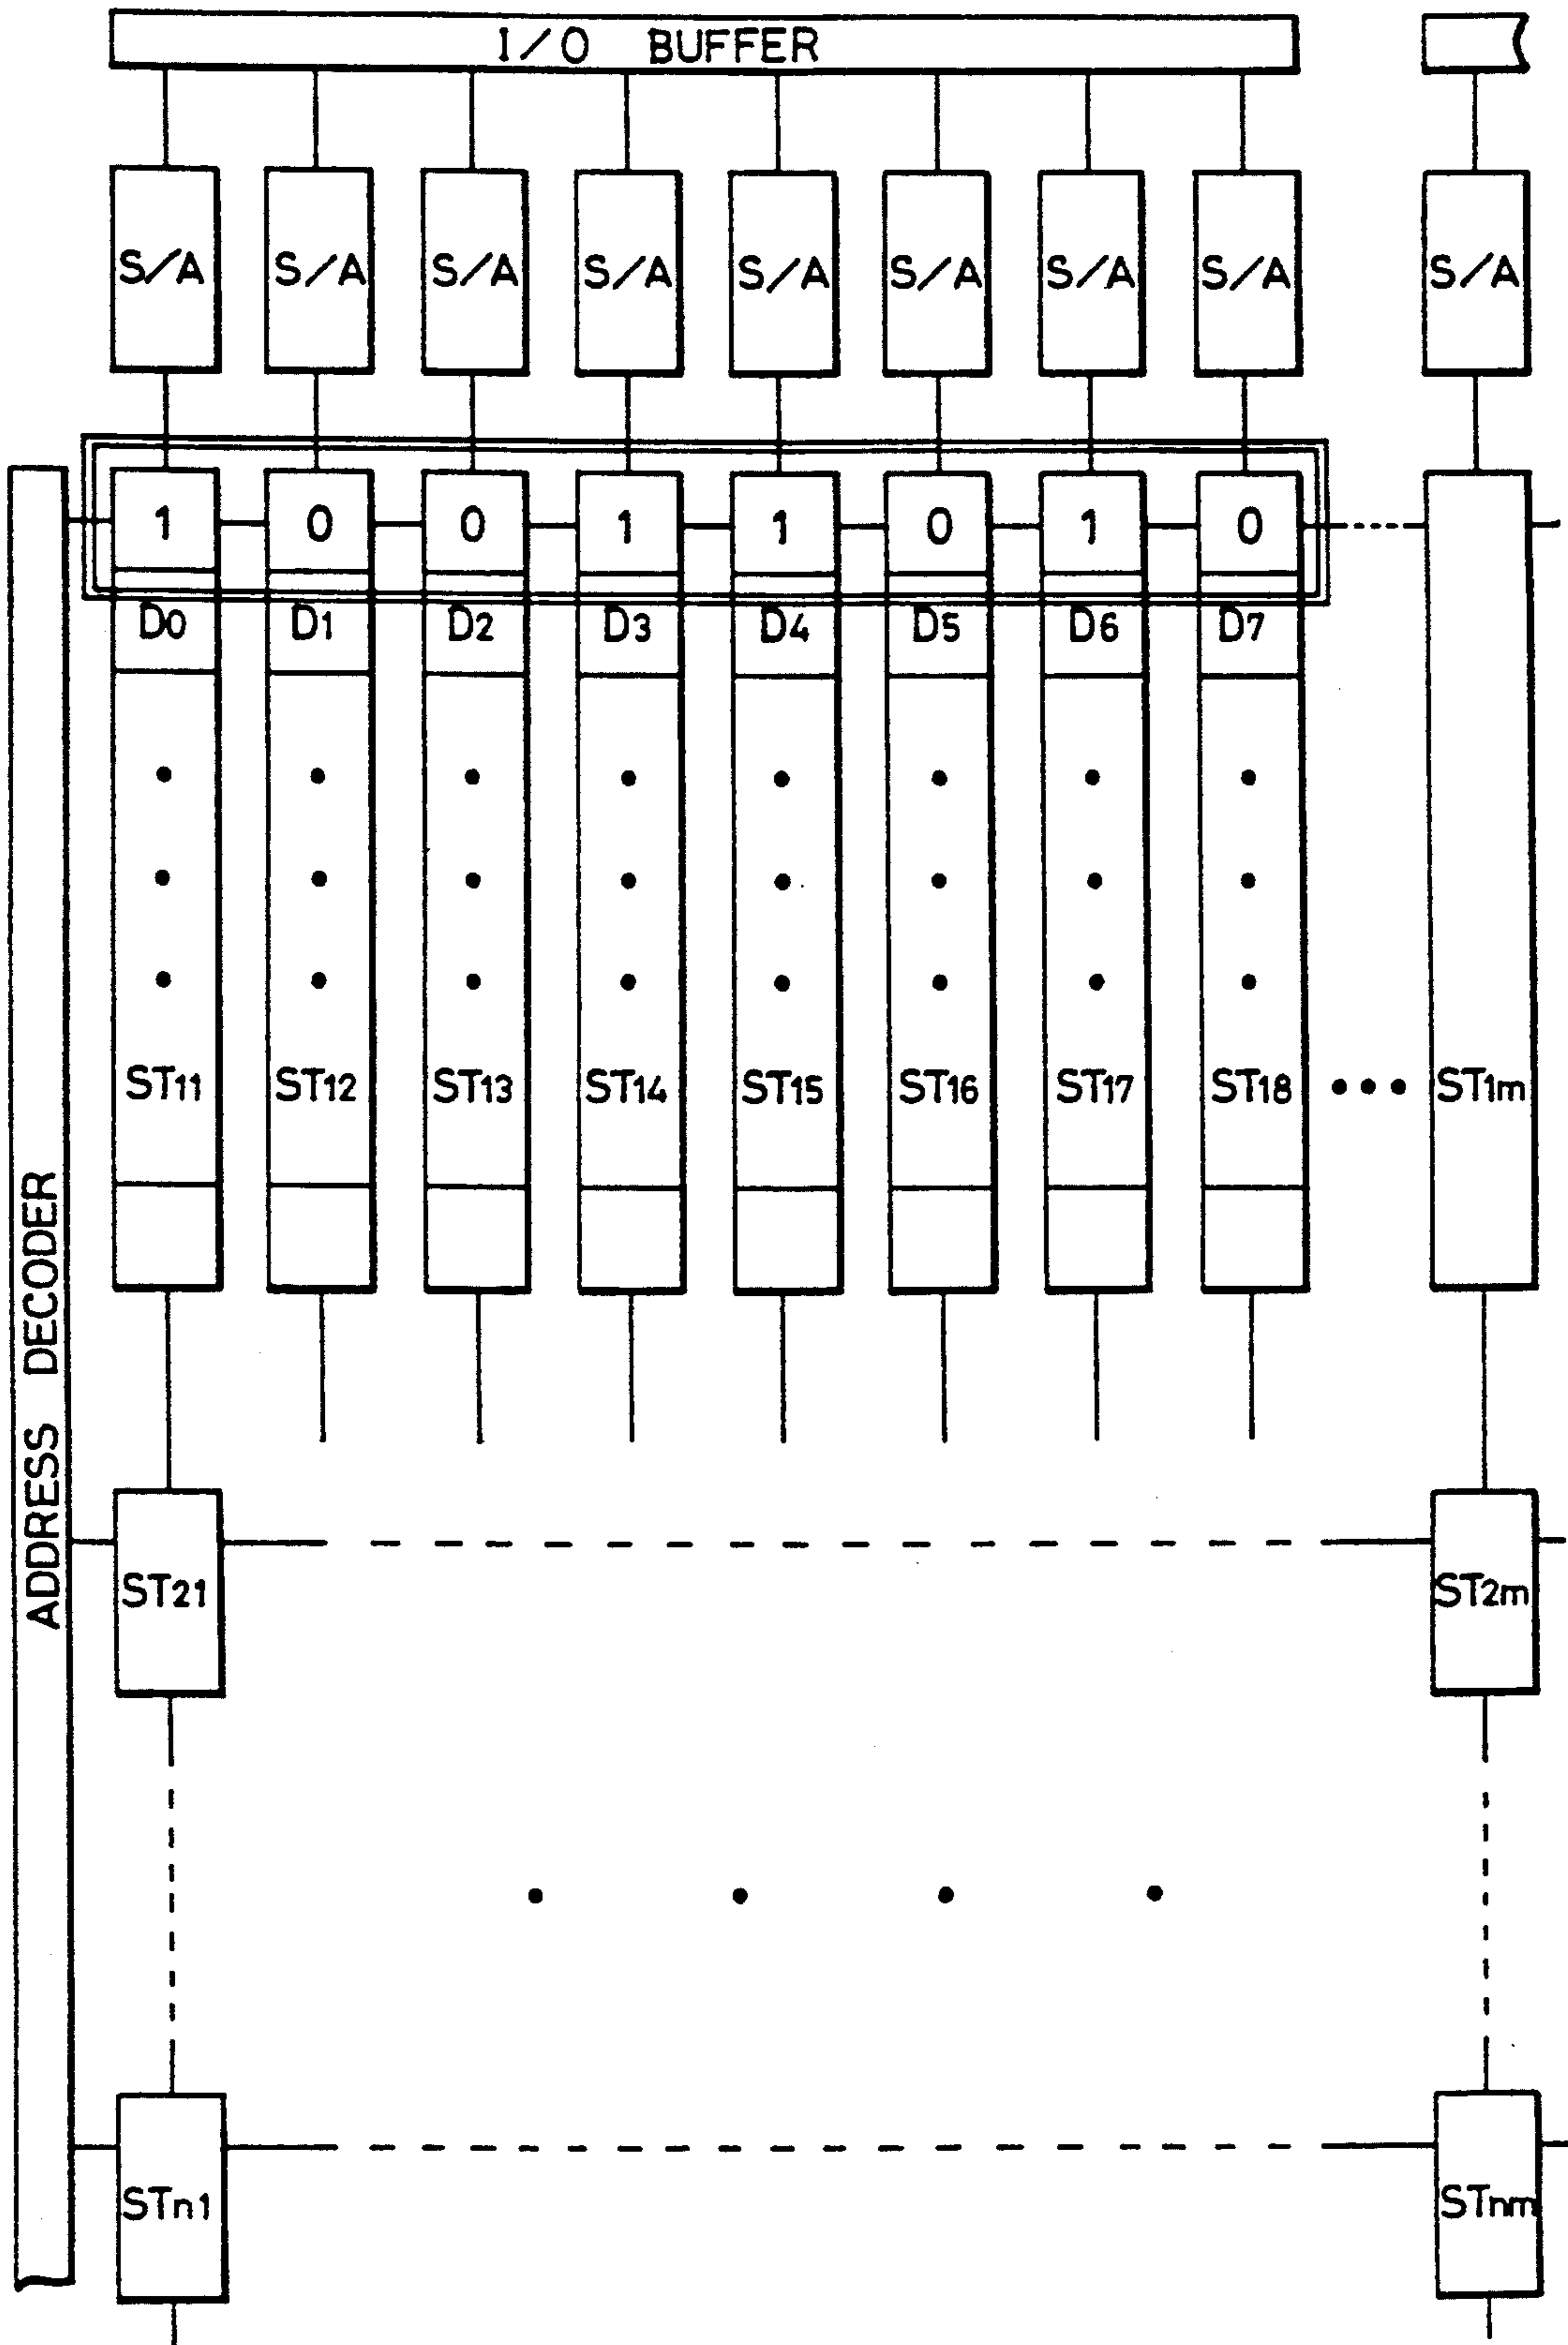 I/O BUFFER
S/A S/A S/A S/A S/A S/A S/A S/A S/A
1 0 0 1 1 0 1 0
D0 D1 D2 D3 D4 D5 D6 D7
ST11 ST12 ST13 ST14 ST15 ST16 ST17 ST18 ••• ST1m
ADDRESS DECODER
ST21 ST2m
STn1 STnm